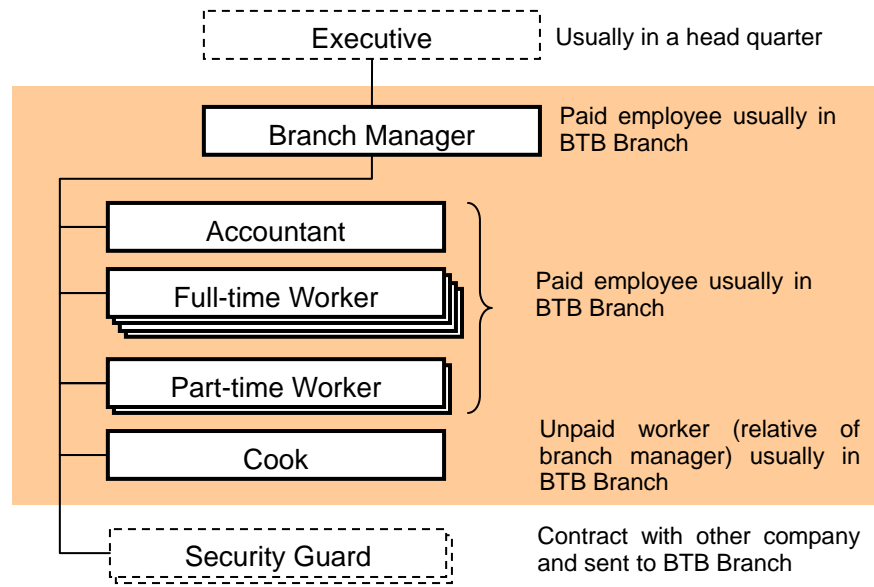 Executive
Usually in a head quarter
Branch Manager
Paid employee usually in
BTB Branch
Accountant
Full-time Worker
Paid employee usually in
BTB Branch
Part-time Worker
Cook
Unpaid worker (relative of
branch manager) usually in
BTB Branch
Security Guard
Contract with other company
and sent to BTB Branch